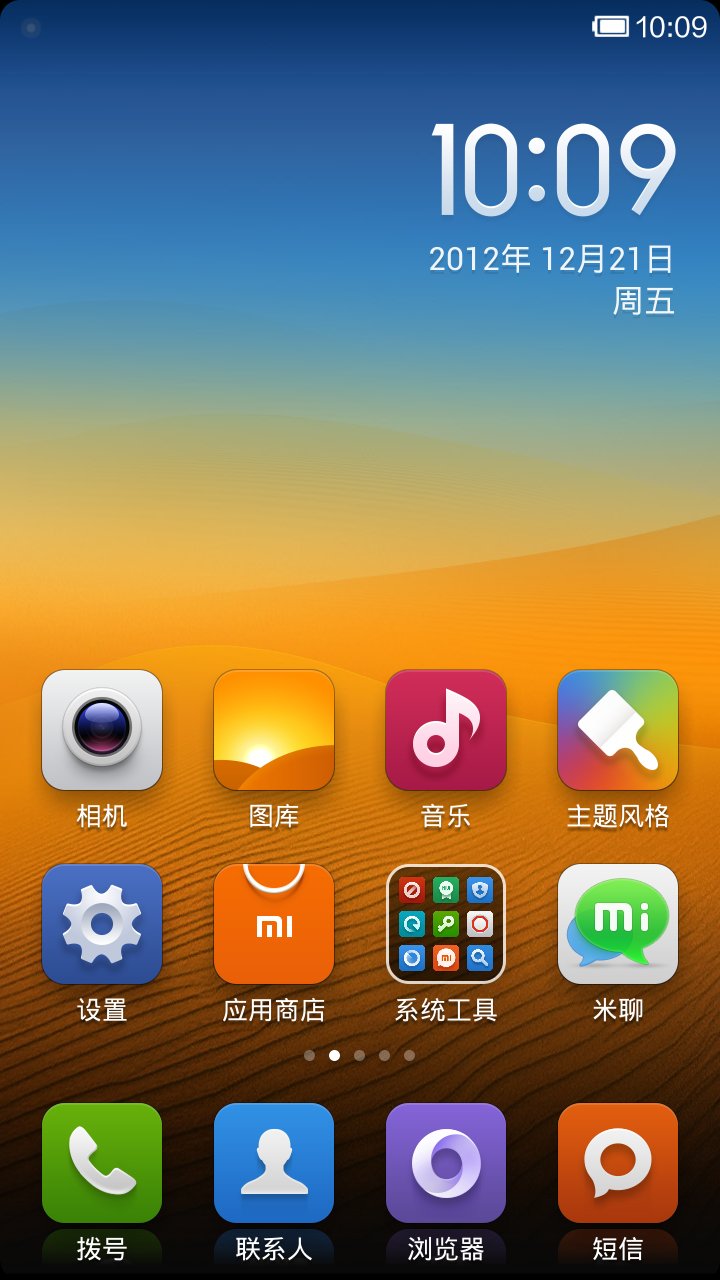 10:09
10:09
2012年 12月21日
周五
相机
图库
音乐
主题风格
mi
mi
设置
应用商店
系统工具
米聊
拨号
联系人
浏览器
短信